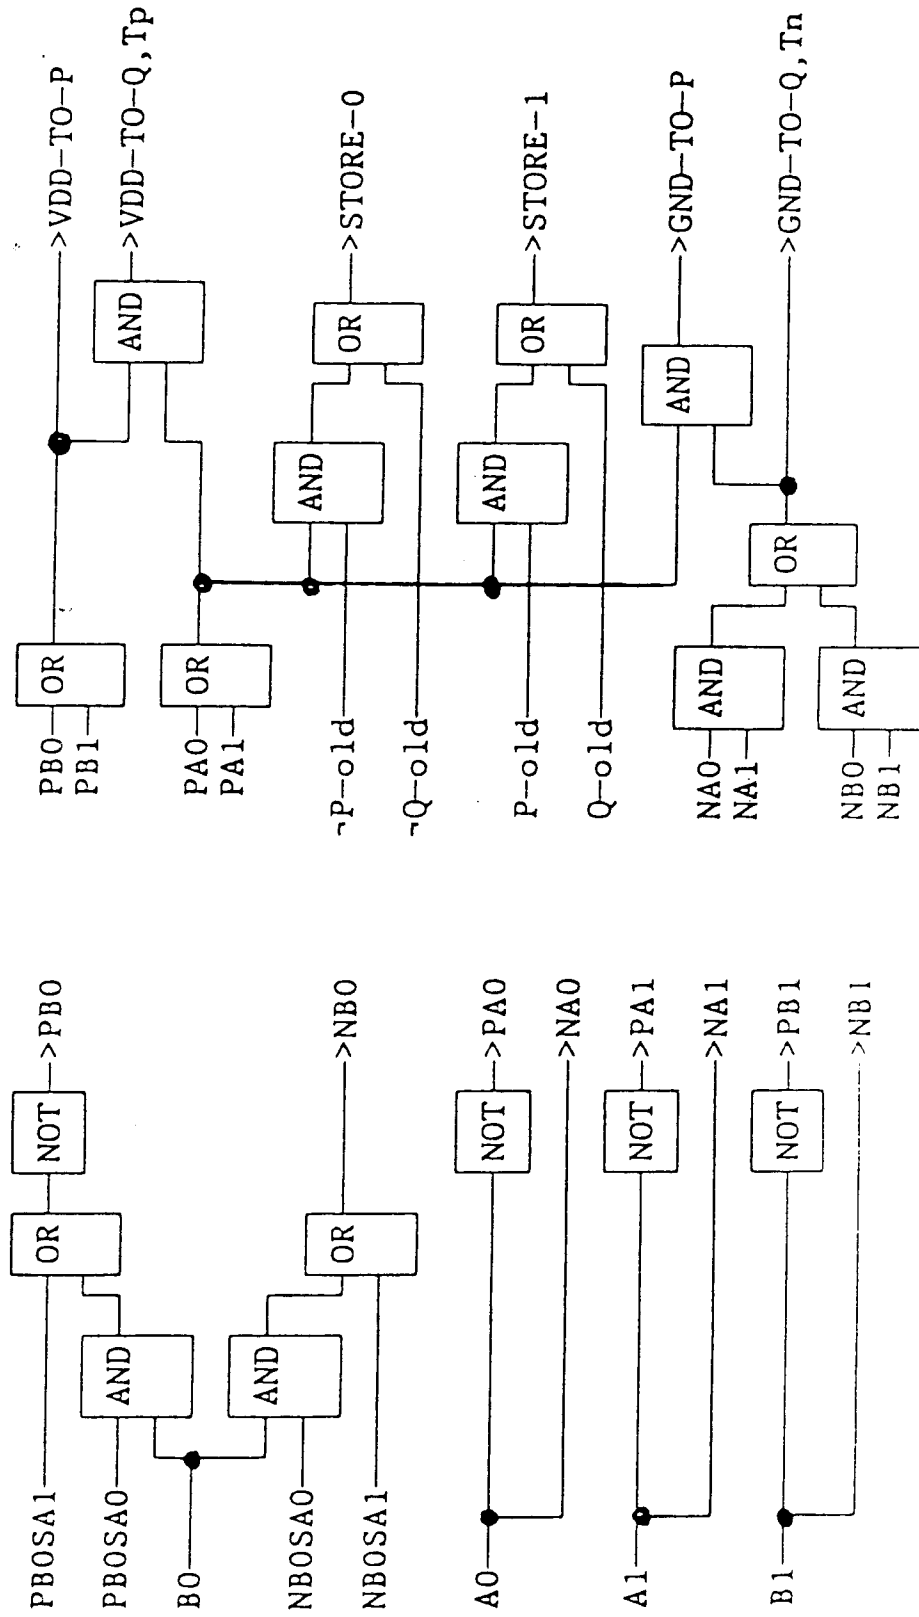 PB0SA1
PB0SA0
B0
NB0SA0
NB0SA1
AND
AND
OR
OR
NOT
>PB0
>NB0
A0
NOT
>PA0
>NA0
A1
NOT
>PA1
>NA1
B1
NOT
>PB1
>NB1
PB0
PB1
OR
PA0
PA1
OR
AND
>VDD-TO-P
>VDD-TO-Q,Tp
¬P-old
¬Q-old
AND
OR
>STORE-0
P-old
Q-old
AND
OR
>STORE-1
NA0
NA1
AND
NB0
NB1
AND
OR
AND
>GND-TO-P
>GND-TO-Q,Tn